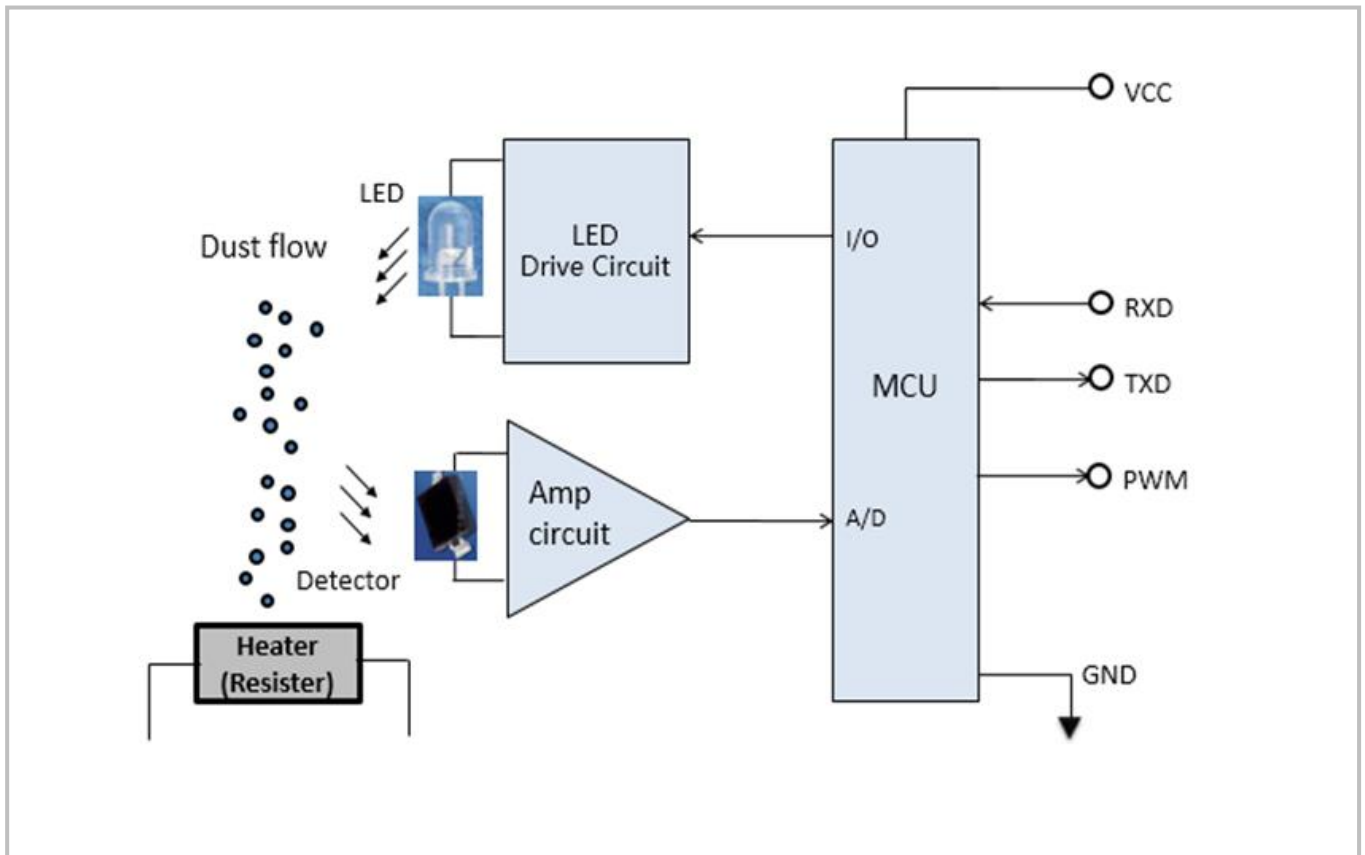 VCC
LED
Dust flow
LED
Drive Circuit
I/O
RXD
MCU
TXD
PWM
Amp
circuit
A/D
Detector
Heater
(Resister)
GND